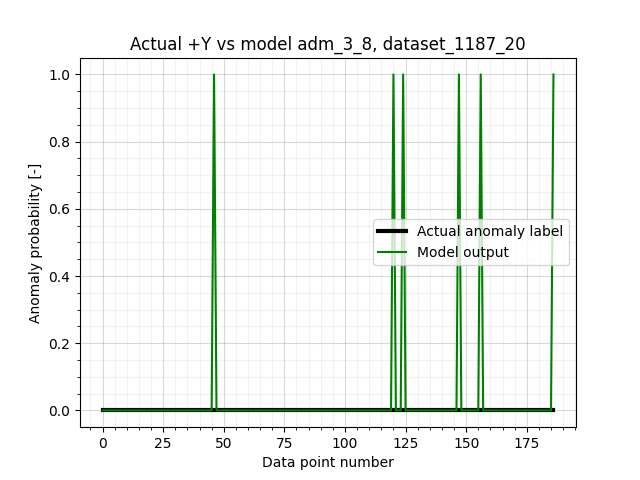 Actual +Y vs model adm_3_8, dataset_1187_20
1.0
0.8
0.6
0.4
0.2
0.0
Anomaly probability [-]
Actual anomaly label
Model output
0 25 50 75 100 125 150 175
Data point number